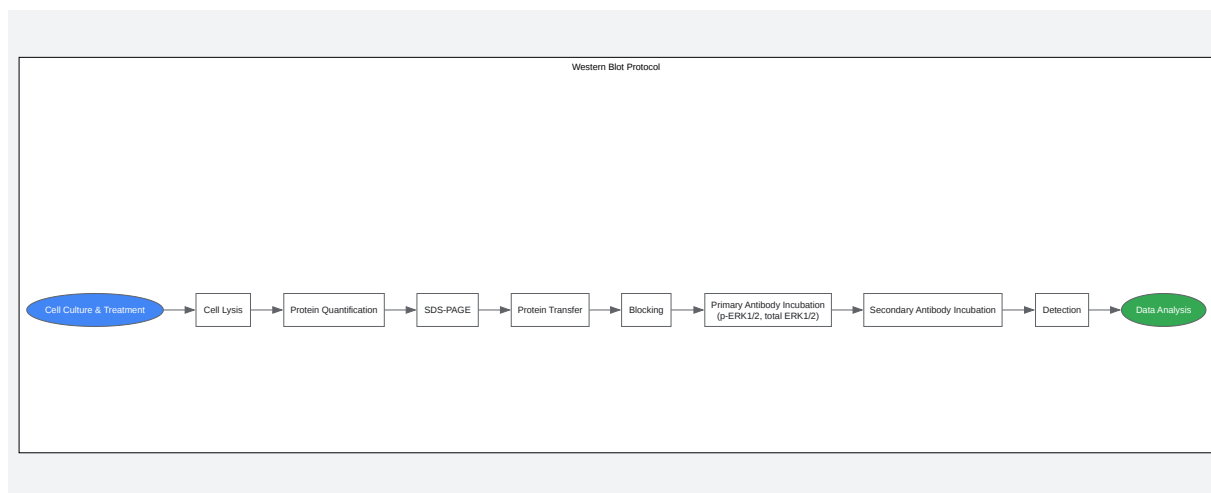 Western Blot Protocol
Cell Culture & Treatment
Cell Lysis
Protein Quantification
SDS-PAGE
Protein Transfer
Blocking
Primary Antibody Incubation
(p-ERK1/2, total ERK1/2)
Secondary Antibody Incubation
Detection
Data Analysis